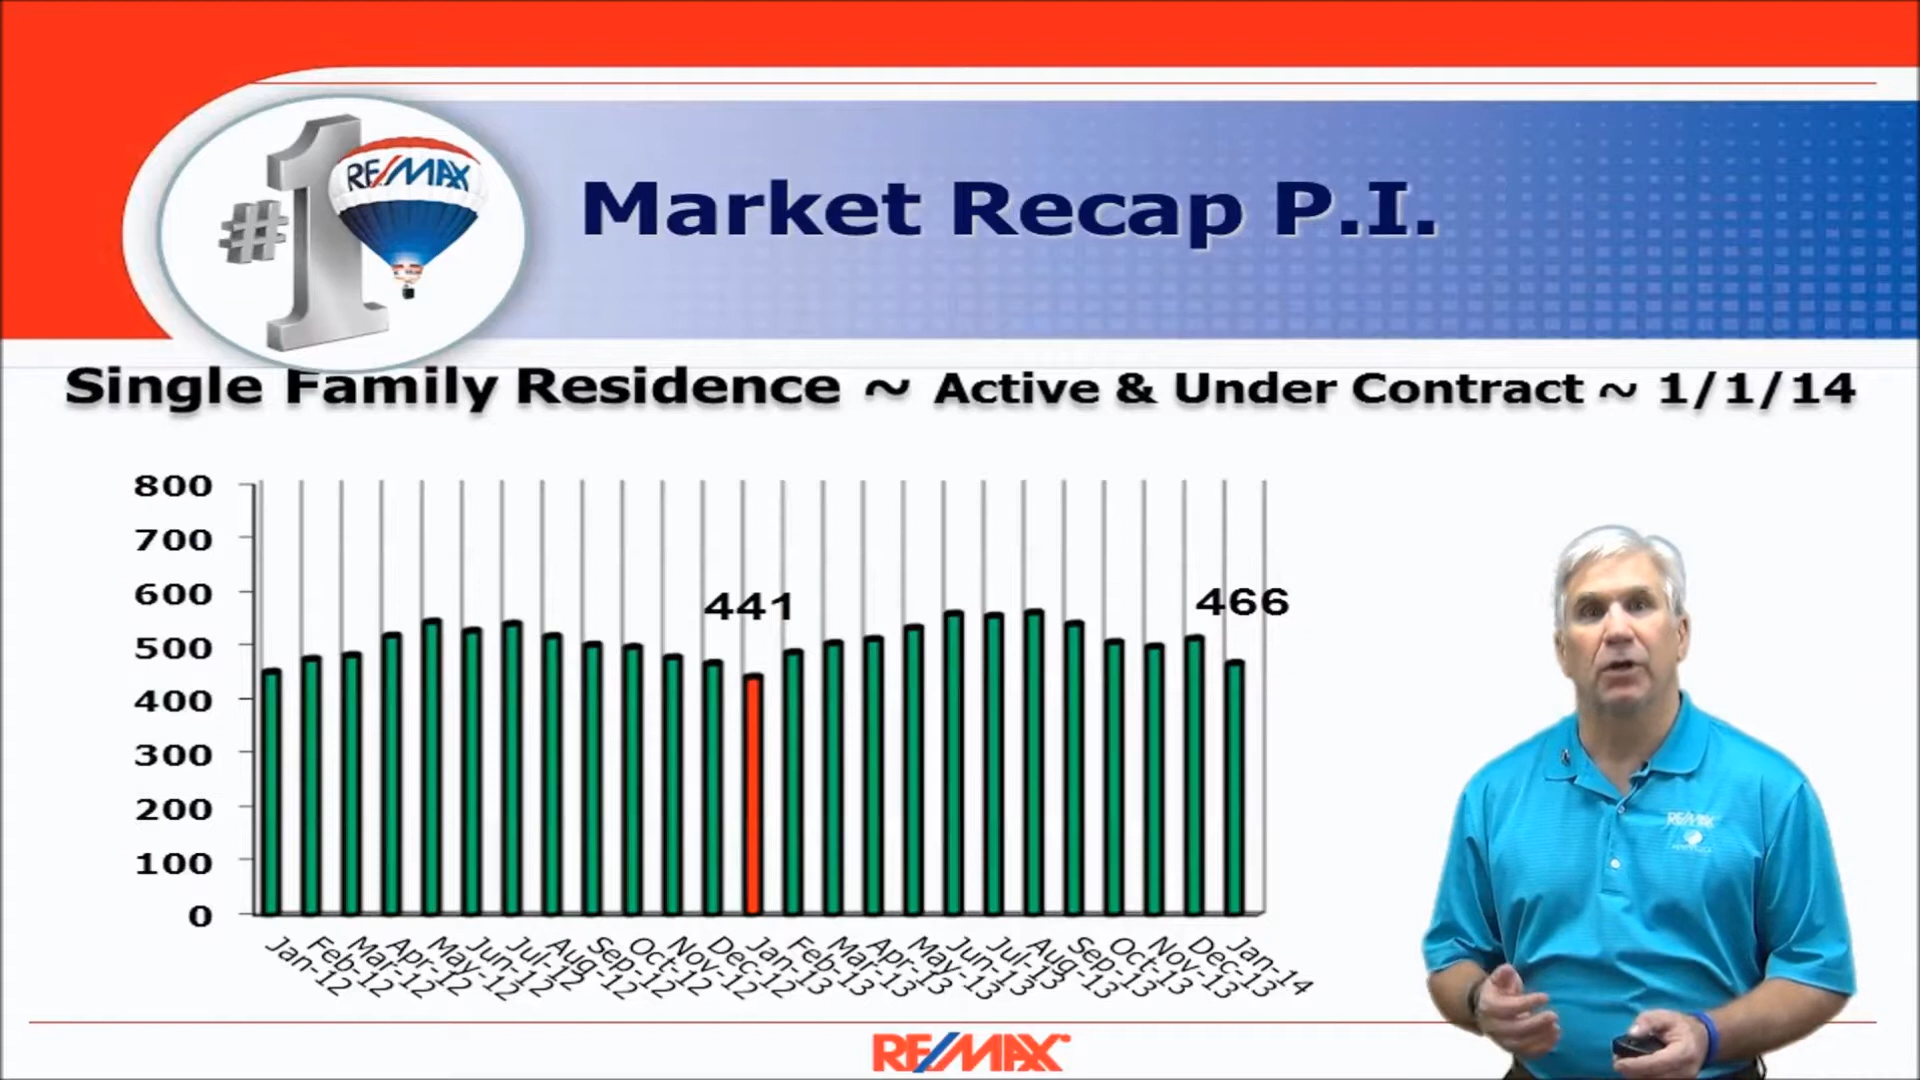 #1
RE/MAX
Market Recap P.I.
Single Family Residence ~ Active & Under Contract ~ 1/1/14
800
700
600
500
400
300
200
100
0
441
466
Jan-12
Feb-12
Mar-12
Apr-12
May-12
Jun-12
Jul-12
Aug-12
Sep-12
Oct-12
Nov-12
Dec-12
Jan-13
Feb-13
Mar-13
Apr-13
May-13
Jun-13
Jul-13
Aug-13
Sep-13
Oct-13
Nov-13
Dec-13
Jan-14
RE/MAX
RE/MAX